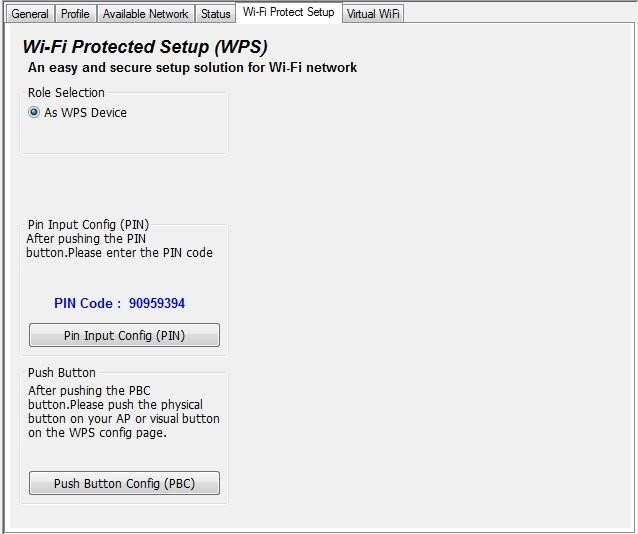 General Profile Available Network Status Wi-Fi Protect Setup Virtual WiFi
Wi-Fi Protected Setup (WPS)
An easy and secure setup solution for Wi-Fi network
Role Selection
As WPS Device
Pin Input Config (PIN)
After pushing the PIN
button.Please enter the PIN code
PIN Code : 90959394
Pin Input Config (PIN)
Push Button
After pushing the PBC
button.Please push the physical
button on your AP or visual button
on the WPS config page.
Push Button Config (PBC)